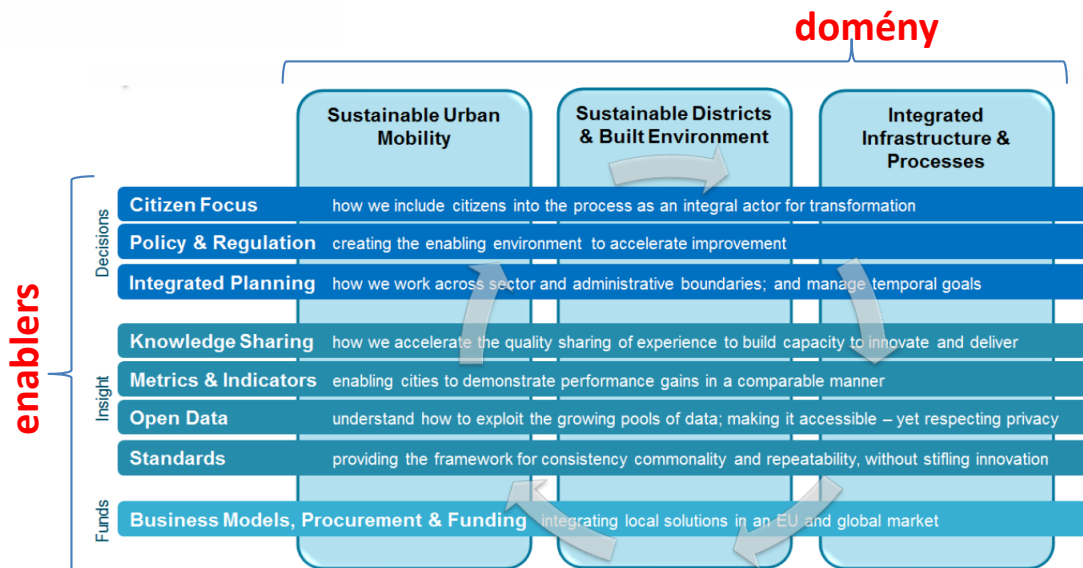 domény
Sustainable Urban
Mobility
Sustainable Districts
& Built Environment
Integrated
Infrastructure &
Processes
enablers
Decisions
Citizen Focus how we include citizens into the process as an integral actor for transformation
Policy & Regulation creating the enabling environment to accelerate improvement
Integrated Planning how we work across sector and administrative boundaries; and manage temporal goals
Insight
Knowledge Sharing how we accelerate the quality sharing of experience to build capacity to innovate and deliver
Metrics & Indicators enabling cities to demonstrate performance gains in a comparable manner
Open Data understand how to exploit the growing pools of data; making it accessible – yet respecting privacy
Standards providing the framework for consistency commonality and repeatability, without stifling innovation
Funds
Business Models, Procurement & Funding integrating local solutions in an EU and global market